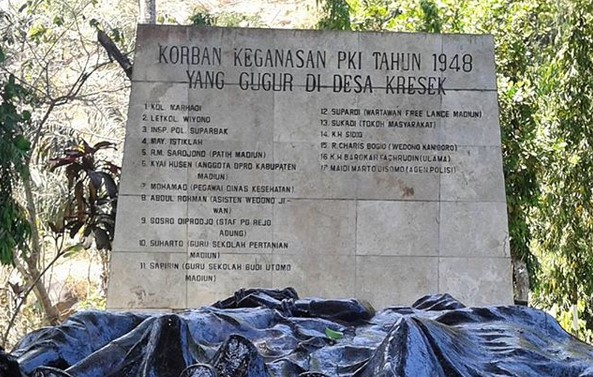 KORBAN KEGANASAN PKI TAHUN 1948
YANG GUGUR DI DESA KRESEK
1. KOL. MARHADI
2. LETKOL. WIYONO
3. INSP. POL. SUPARBAK
4. MAY. ISTIKLAH
5. R.M. SARDJONO (PATIH MADIUN)
6. KYAI HUSEN (ANGGOTA DPRD KABUPATEN
MADIUN)
7 MOHAMAD (PEGAWAI DINAS KESEHATAN)
8. ABDUL ROHMAN (ASISTEN WEDONO JI-
WAN)
9. SOSRO DIPRODJO (STAF PG REJO
AGUNG)
10. SUHARTO (GURU SEKOLAH PERTANIAN
MADIUN)
11 SAPIRIN (GURU SEKOLAH BUDI UTOMO
MADIUN)
12. SUPARDI (WARTAWAN FREE LANCE MADIUN)
13. SUKADI (TOKOH MASYARAKAT)
14. K.H SIDIQ
15. R.CHARIS BOGIO (WEDONO KANIGORO)
16 K.H BAROKAH FACHRUDIN (ULAMA)
17. MAIDI MARTO DISOMO (AGEN POLISI)